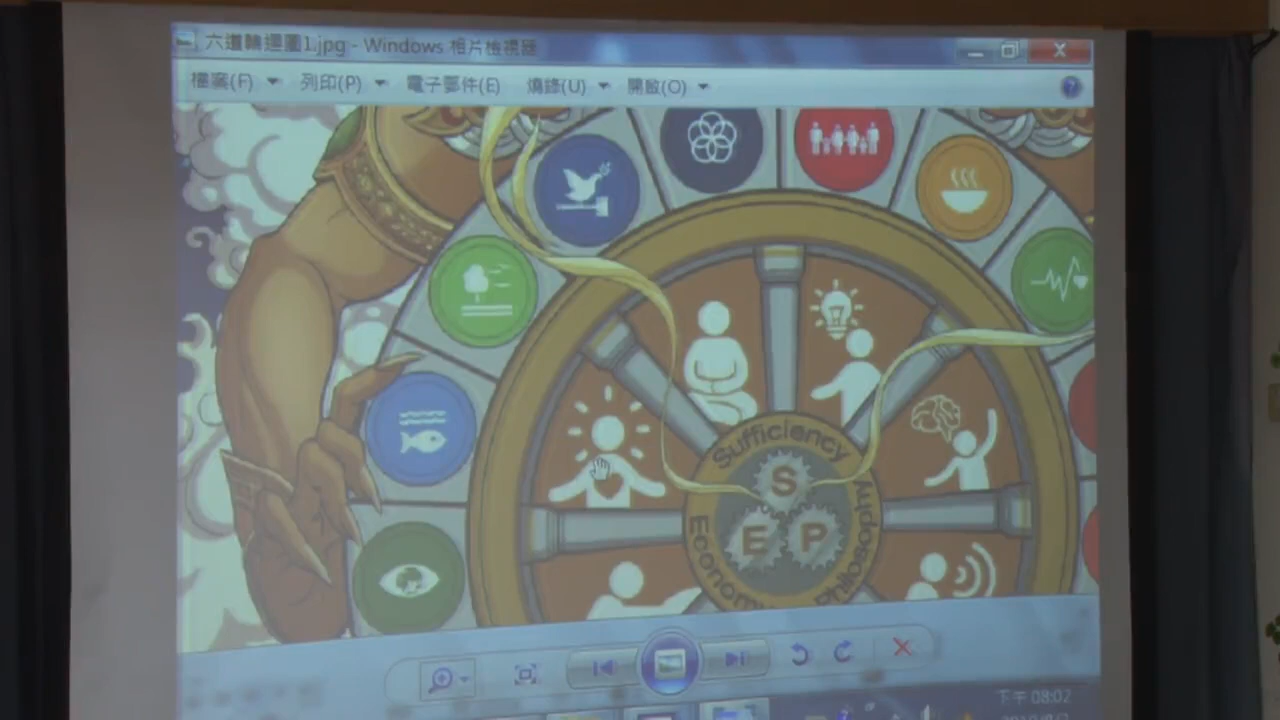 六道輪迴圖1.jpg - Windows 相片檢視器
檔案(F) 列印(P) 電子郵件(E) 燒錄(U) 開啟(O)
Sufficiency
Economy
Philosophy
S
E P
下午 08:02